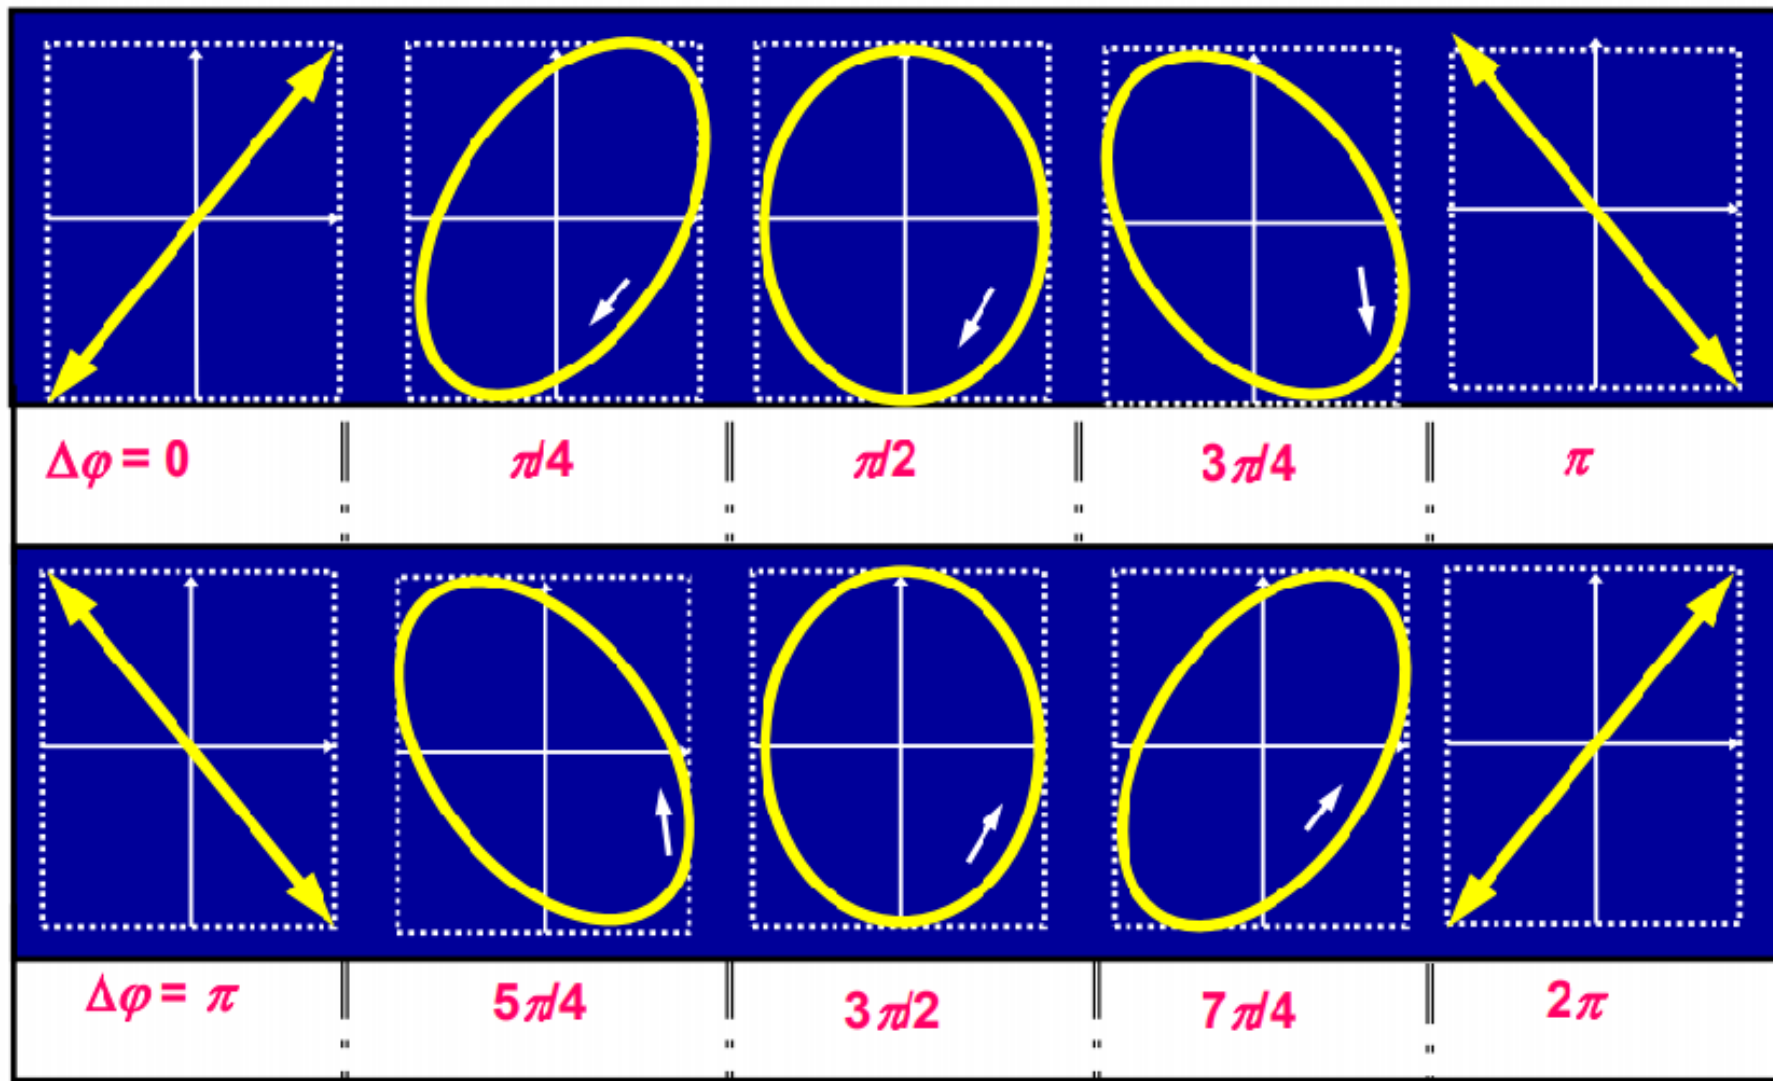 Δφ = 0 π/4 π/2 3π/4 π
Δφ = π 5π/4 3π/2 7π/4 2π